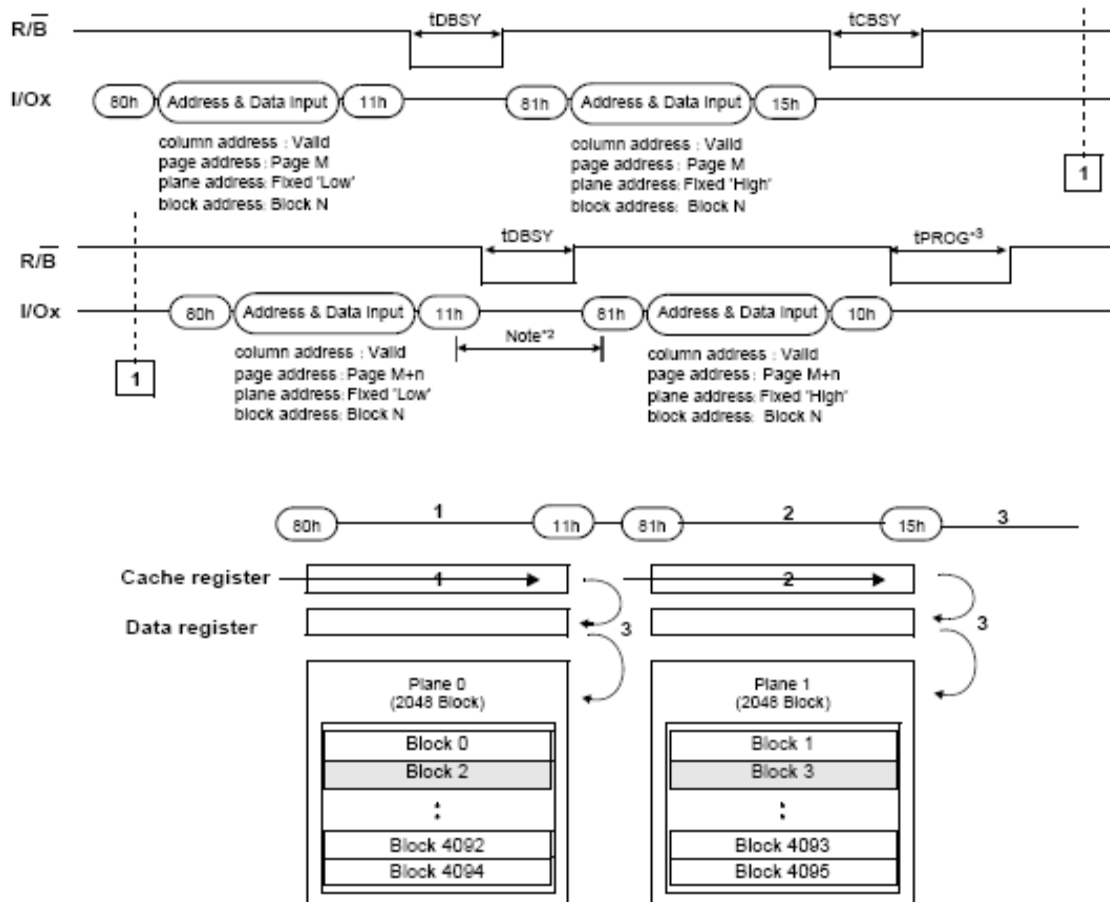 R/B tDBSY tCBSY
I/Ox 80h Address & Data Input 11h 81h Address & Data Input 15h
column address : Valid
page address : Page M
plane address: Fixed 'Low'
block address: Block N
column address : Valid
page address : Page M
plane address: Fixed 'High'
block address: Block N
1
R/B tDBSY tPROG*3
I/Ox 80h Address & Data Input 11h 81h Address & Data Input 10h
Note*2
1
column address : Valid
page address : Page M+n
plane address: Fixed 'Low'
block address: Block N
column address : Valid
page address : Page M+n
plane address: Fixed 'High'
block address: Block N
80h 1 11h 81h 2 15h 3
Cache register 1 2
Data register 3 3
Plane 0
(2048 Block)
Block 0
Block 2
Block 4092
Block 4094
Plane 1
(2048 Block)
Block 1
Block 3
Block 4093
Block 4095